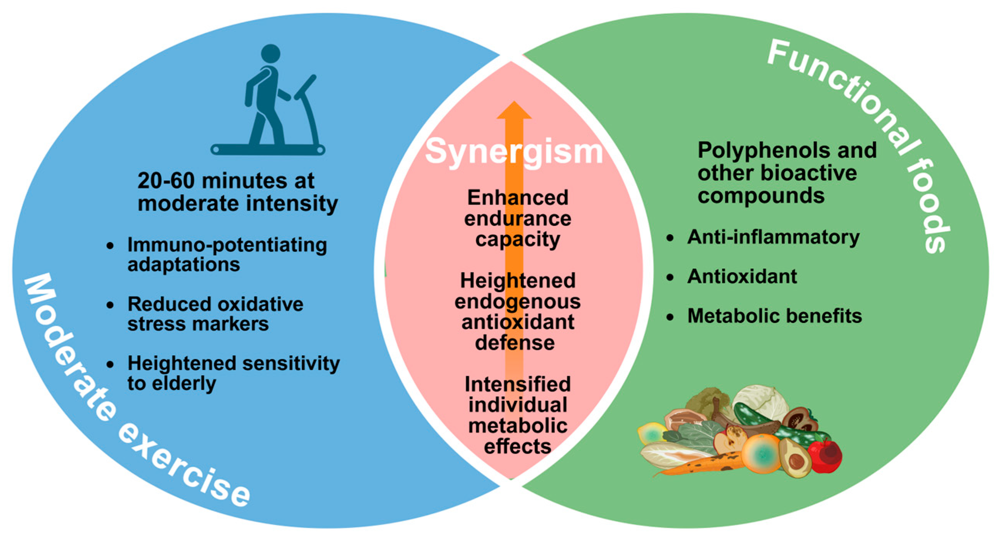 Moderate exercise
20-60 minutes at
moderate intensity
• Immuno-potentiating
adaptations
• Reduced oxidative
stress markers
• Heightened sensitivity
to elderly
Synergism
Enhanced
endurance
capacity
Heightened
endogenous
antioxidant
defense
Intensified
individual
metabolic
effects
Functional foods
Polyphenols and
other bioactive
compounds
• Anti-inflammatory
• Antioxidant
• Metabolic benefits